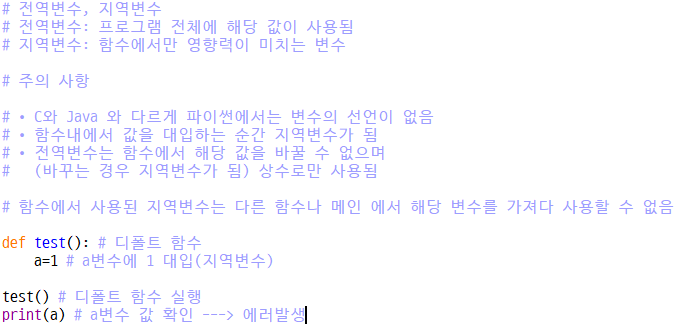 # 전역변수, 지역변수
# 전역변수: 프로그램 전체에 해당 값이 사용됨
# 지역변수: 함수에서만 영향력이 미치는 변수
# 주의 사항
# • C와 Java 와 다르게 파이썬에서는 변수의 선언이 없음
# • 함수내에서 값을 대입하는 순간 지역변수가 됨
# • 전역변수는 함수에서 해당 값을 바꿀 수 없으며
#   (바꾸는 경우 지역변수가 됨) 상수로만 사용됨
# 함수에서 사용된 지역변수는 다른 함수나 메인 에서 해당 변수를 가져다 사용할 수 없음
def test(): # 디폴트 함수
    a=1 # a변수에 1 대입(지역변수)
test() # 디폴트 함수 실행
print(a) # a변수 값 확인 ---> 에러발생